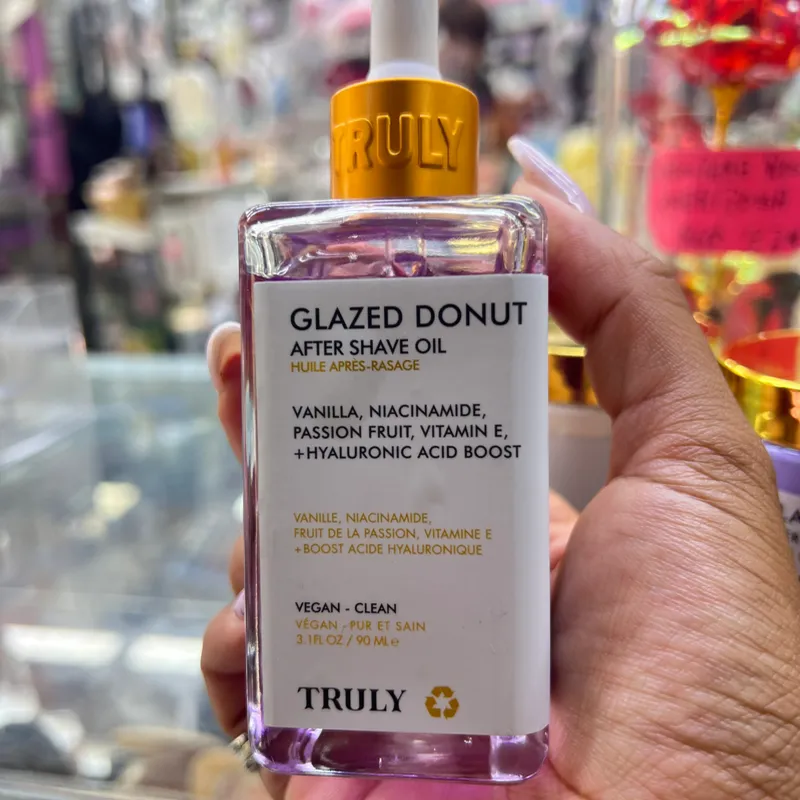 TRULY
GLAZED DONUT
AFTER SHAVE OIL
HUILE APRÈS-RASAGE
VANILLA, NIACINAMIDE,
PASSION FRUIT, VITAMIN E,
+HYALURONIC ACID BOOST
VANILLE, NIACINAMIDE,
FRUIT DE LA PASSION, VITAMINE E
+BOOST ACIDE HYALURONIQUE
VEGAN - CLEAN
VÉGAN - PUR ET SAIN
3.1FL OZ / 90 ML ℮
TRULY